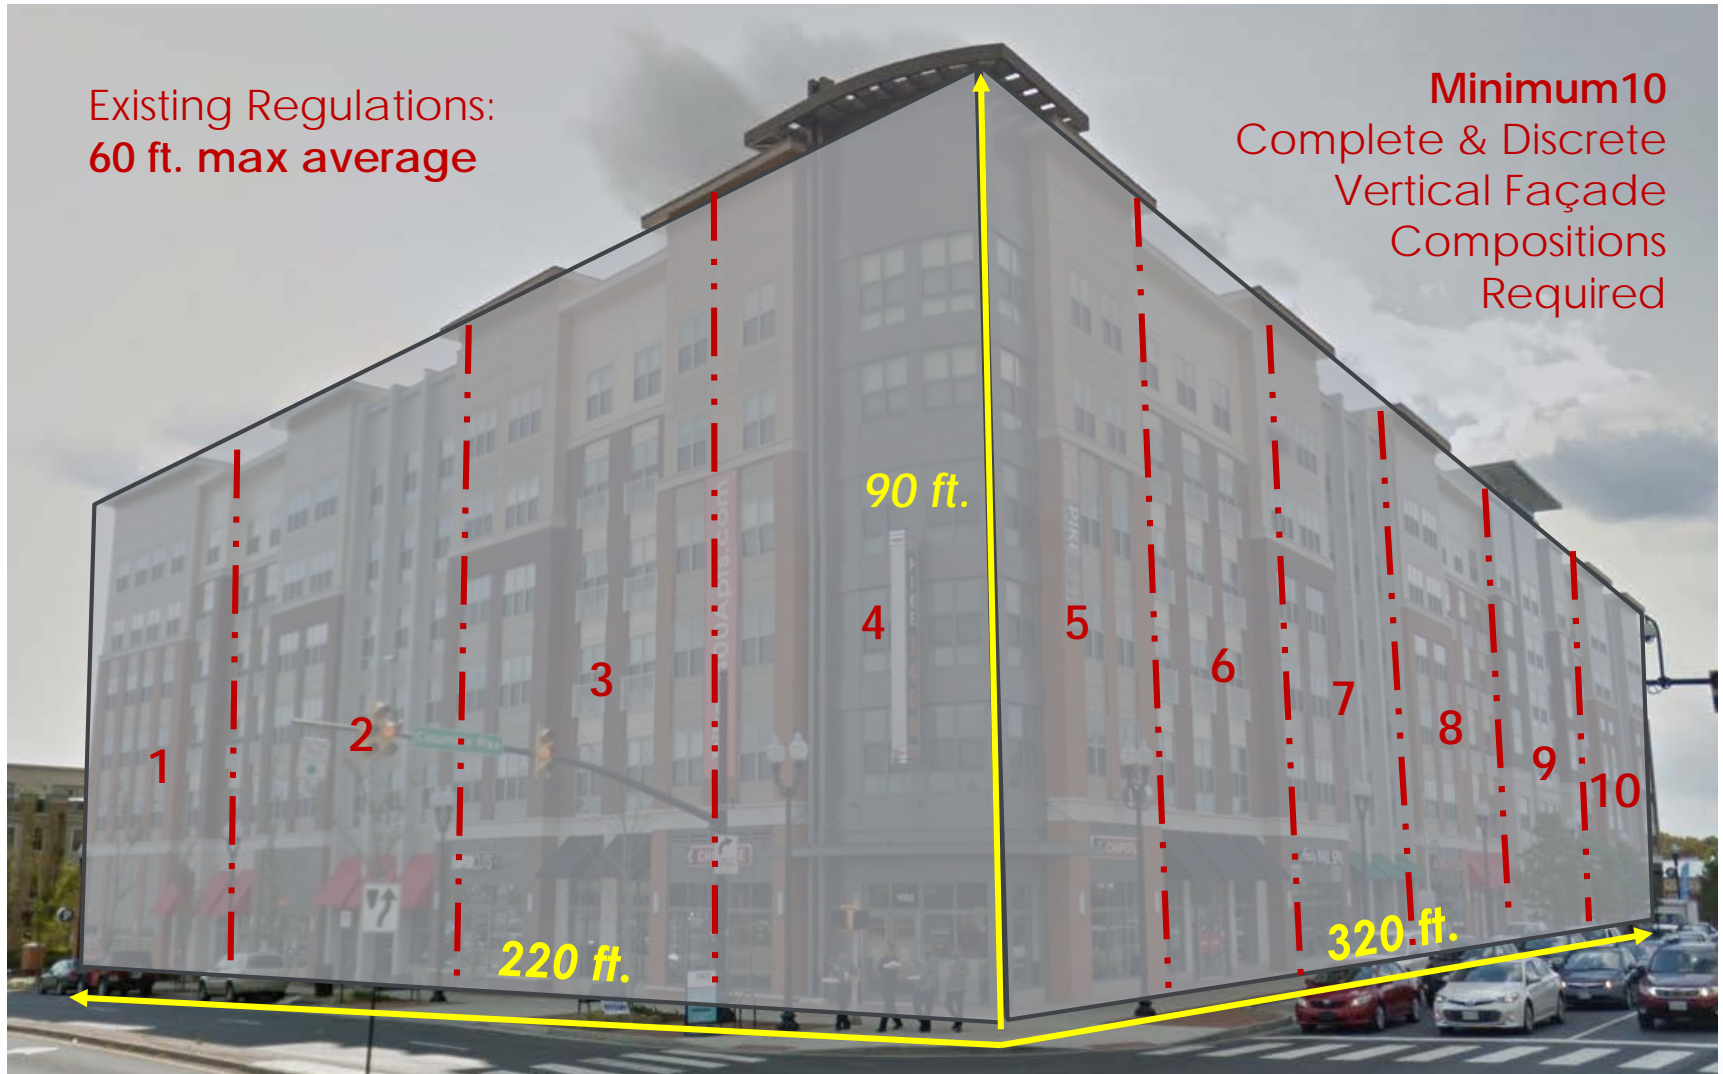 Existing Regulations:
60 ft. max average
Minimum10
Complete & Discrete
Vertical Façade
Compositions
Required
90 ft.
1
2
3
4
5
6
7
8
9
10
220 ft.
320 ft.
CHIPOTLE